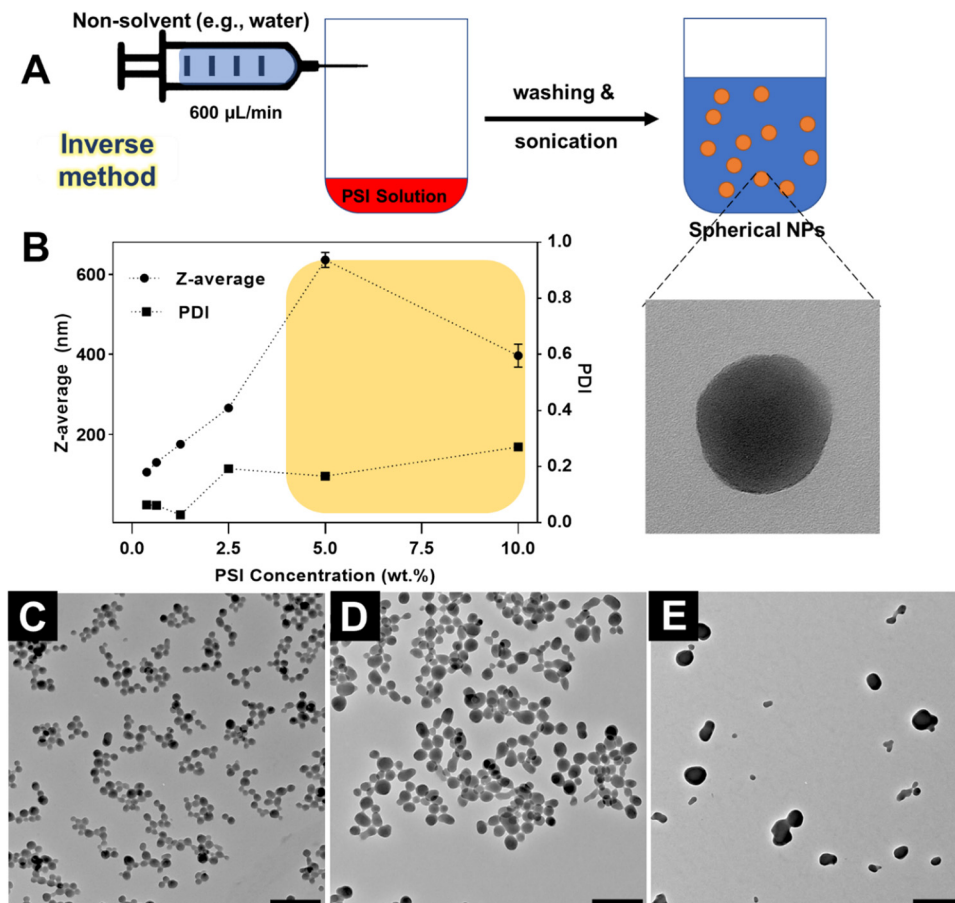 Non-solvent (e.g., water)
A
600 µL/min
Inverse
method
PSI Solution
washing &
sonication
Spherical NPs
B
Z-average
PDI
Z-average (nm)
600
400
200
PDI
1.0
0.8
0.6
0.4
0.2
0.0
0.0
2.5
5.0
7.5
10.0
PSI Concentration (wt.%)
C
D
E